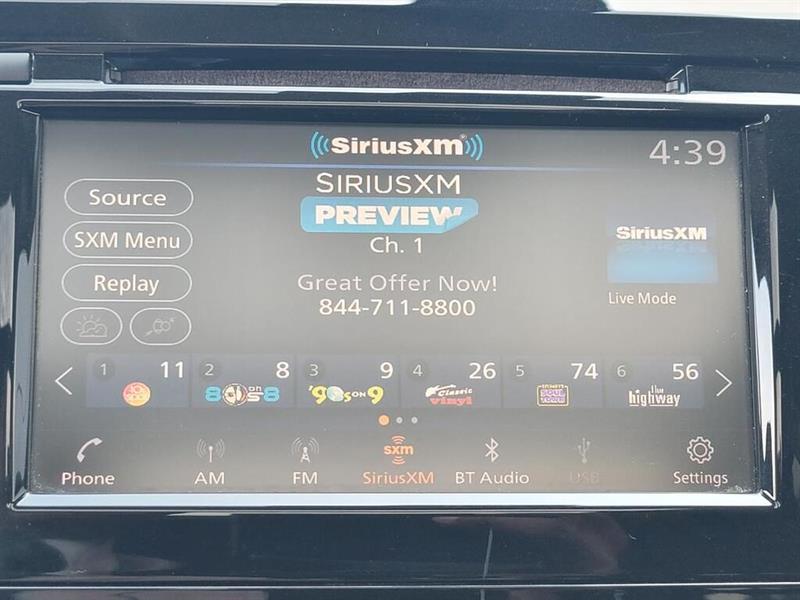 SiriusXM
4:39
SIRIUSXM
PREVIEW
Ch. 1
Great Offer Now!
844-711-8800
Source
SXM Menu
Replay
SiriusXM
Live Mode
1 11
2 8
3 9
4 26
5 74
6 56
80s on 8
'90s ON 9
Classic vinyl
SOUL TOWN
the highway
Phone
AM
FM
sxm
SiriusXM
BT Audio
USB
Settings